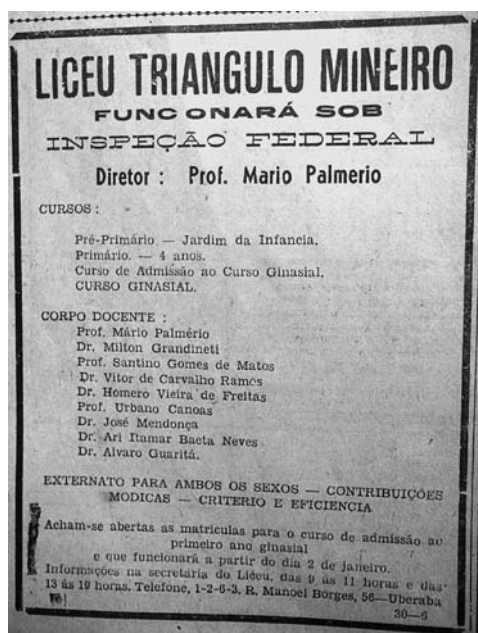 LICEU TRIANGULO MINEIRO
FUNC ONARÁ SOB
INSPEÇÃO FEDERAL
Diretor : Prof. Mario Palmerio
CURSOS :
Pré-Primário — Jardim da Infancia.
Primário. — 4 anos.
Curso de Admissão ao Curso Ginasial.
CURSO GINASIAL.
CORPO DOCENTE :
Prof. Mário Palmério
Dr. Milton Grandineti
Prof. Santino Gomes de Matos
Dr. Vitor de Carvalho Ramos
Dr. Homero Vieira de Freitas
Prof. Urbano Canoas
Dr. José Mendonça
Dr. Ari Itamar Baeta Neves
Dr. Alvaro Guaritá.
EXTERNATO PARA AMBOS OS SEXOS — CONTRIBUIÇÕES
MODICAS — CRITERIO E EFICIENCIA
Acham-se abertas as matriculas para o curso de admissão ao
primeiro ano ginasial
e que funcionará a partir do dia 2 de janeiro.
Informações na secretaria do Liceu, das 9 ás 11 horas e das
13 ás 19 horas. Telefone, 1-2-6-3. R. Manoel Borges, 56—Uberaba
30—6